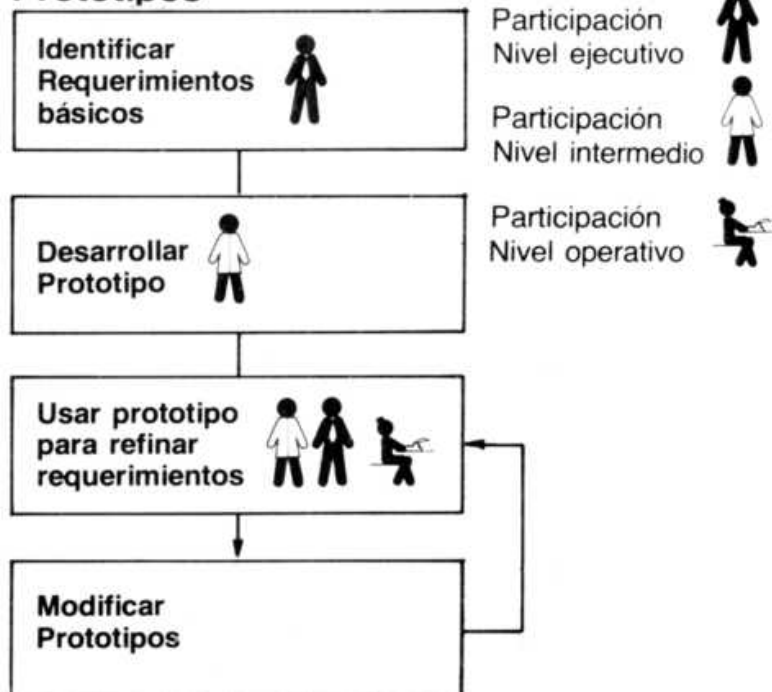 Identificar
Requerimientos
básicos
Desarrollar
Prototipo
Usar prototipo
para refinar
requerimientos
Modificar
Prototipos
Participación
Nivel ejecutivo
Participación
Nivel intermedio
Participación
Nivel operativo